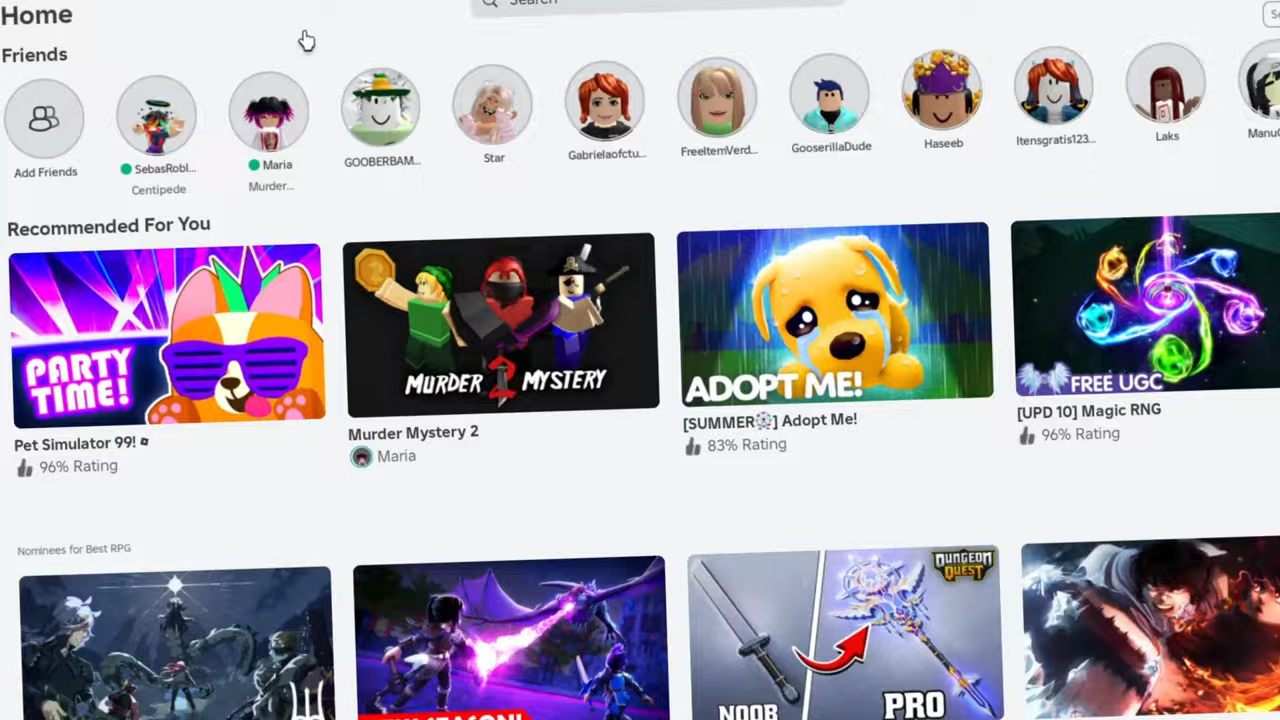 Home
Search
Friends
Add Friends
SebasRobl...
Centipede
Maria
Murder...
GOOBERBAM...
Star
Gabrielaofctu...
FreeItemVerd...
GooserillaDude
Haseeb
Itensgratis123...
Laks
Recommended For You
PARTY
TIME!
Pet Simulator 99!
96% Rating
MURDER 2 MYSTERY
Murder Mystery 2
Maria
ADOPT ME!
[SUMMER🎡] Adopt Me!
83% Rating
FREE UGC
[UPD 10] Magic RNG
96% Rating
Nominees for Best RPG
DUNGEON
QUEST
NOOB
PRO